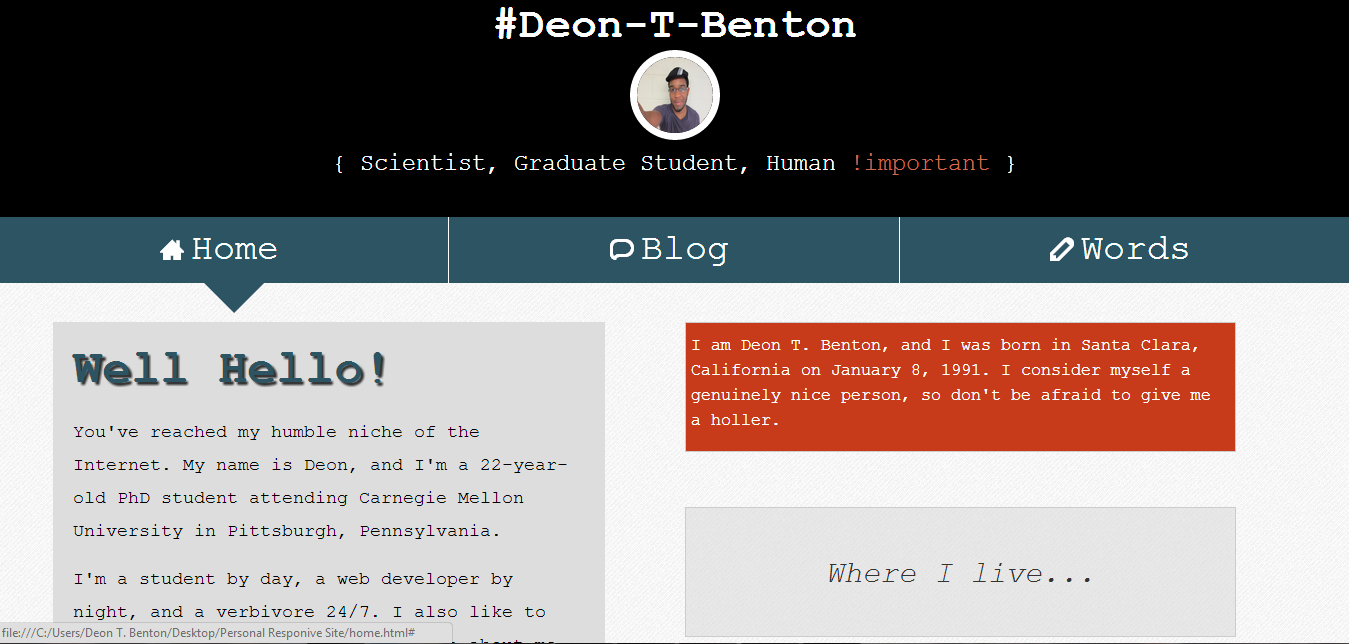 #Deon-T-Benton
{ Scientist, Graduate Student, Human !important }
Home
Blog
Words
Well Hello!
You've reached my humble niche of the
Internet. My name is Deon, and I'm a 22-year-
old PhD student attending Carnegie Mellon
University in Pittsburgh, Pennsylvania.
I'm a student by day, a web developer by
night, and a verbivore 24/7. I also like to
about me
I am Deon T. Benton, and I was born in Santa Clara,
California on January 8, 1991. I consider myself a
genuinely nice person, so don't be afraid to give me
a holler.
Where I live...
file:///C:/Users/Deon T. Benton/Desktop/Personal Responive Site/home.html#